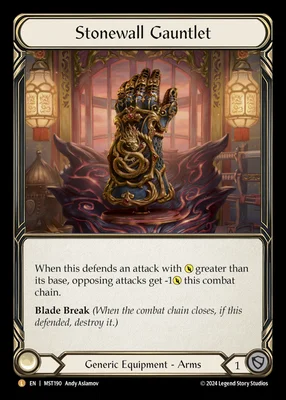 Stonewall Gauntlet
When this defends an attack with greater than
its base, opposing attacks get -1 this combat
chain.
Blade Break (When the combat chain closes, if this
defended, destroy it.)
Generic Equipment - Arms
1
L EN | MST190 Andy Aslamov
© 2024 Legend Story Studios